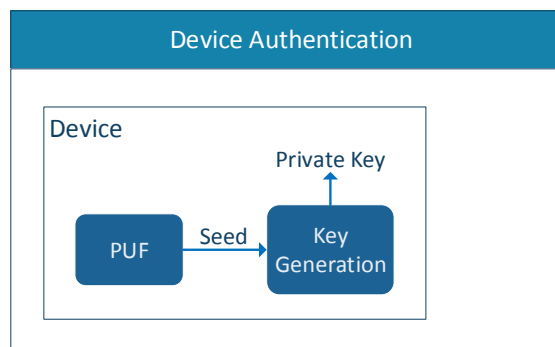 Device Authentication
Device
Private Key
PUF
Seed
Key
Generation